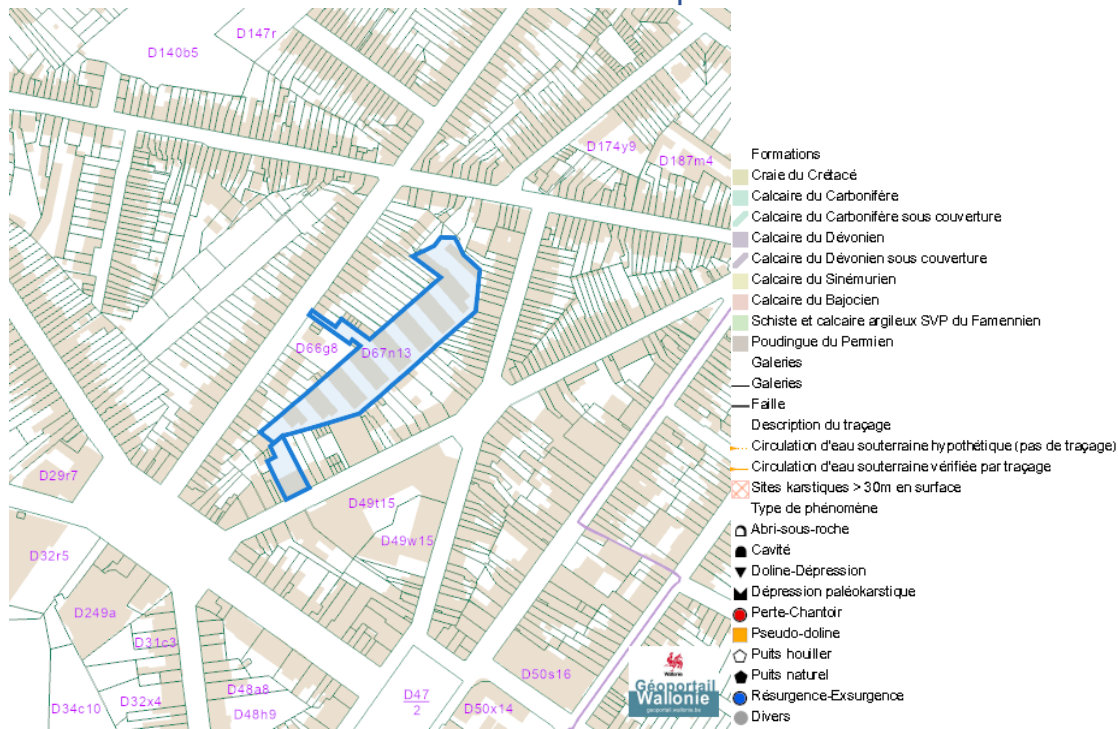 D147r
D140b5
D174y9
D187m4
D66g8
D67n13
D29r7
D49t15
D49w15
D32r5
D249a
D31c3
D50s16
D48a8
D32x4
D34c10
D48h9
D47
2
D50x14
Wallonie
Géoportail
Wallonie
geoportail.wallonie.be
Formations
Craie du Crétacé
Calcaire du Carbonifère
Calcaire du Carbonifère sous couverture
Calcaire du Dévonien
Calcaire du Dévonien sous couverture
Calcaire du Sinémurien
Calcaire du Bajocien
Schiste et calcaire argileux SVP du Famennien
Poudingue du Permien
Galeries
Galeries
Faille
Description du traçage
Circulation d'eau souterraine hypothétique (pas de traçage)
Circulation d'eau souterraine vérifiée par traçage
Sites karstiques > 30m en surface
Type de phénomène
Abri-sous-roche
Cavité
Doline-Dépression
Dépression paléokarstique
Perte-Chantoir
Pseudo-doline
Puits houiller
Puits naturel
Résurgence-Exsurgence
Divers